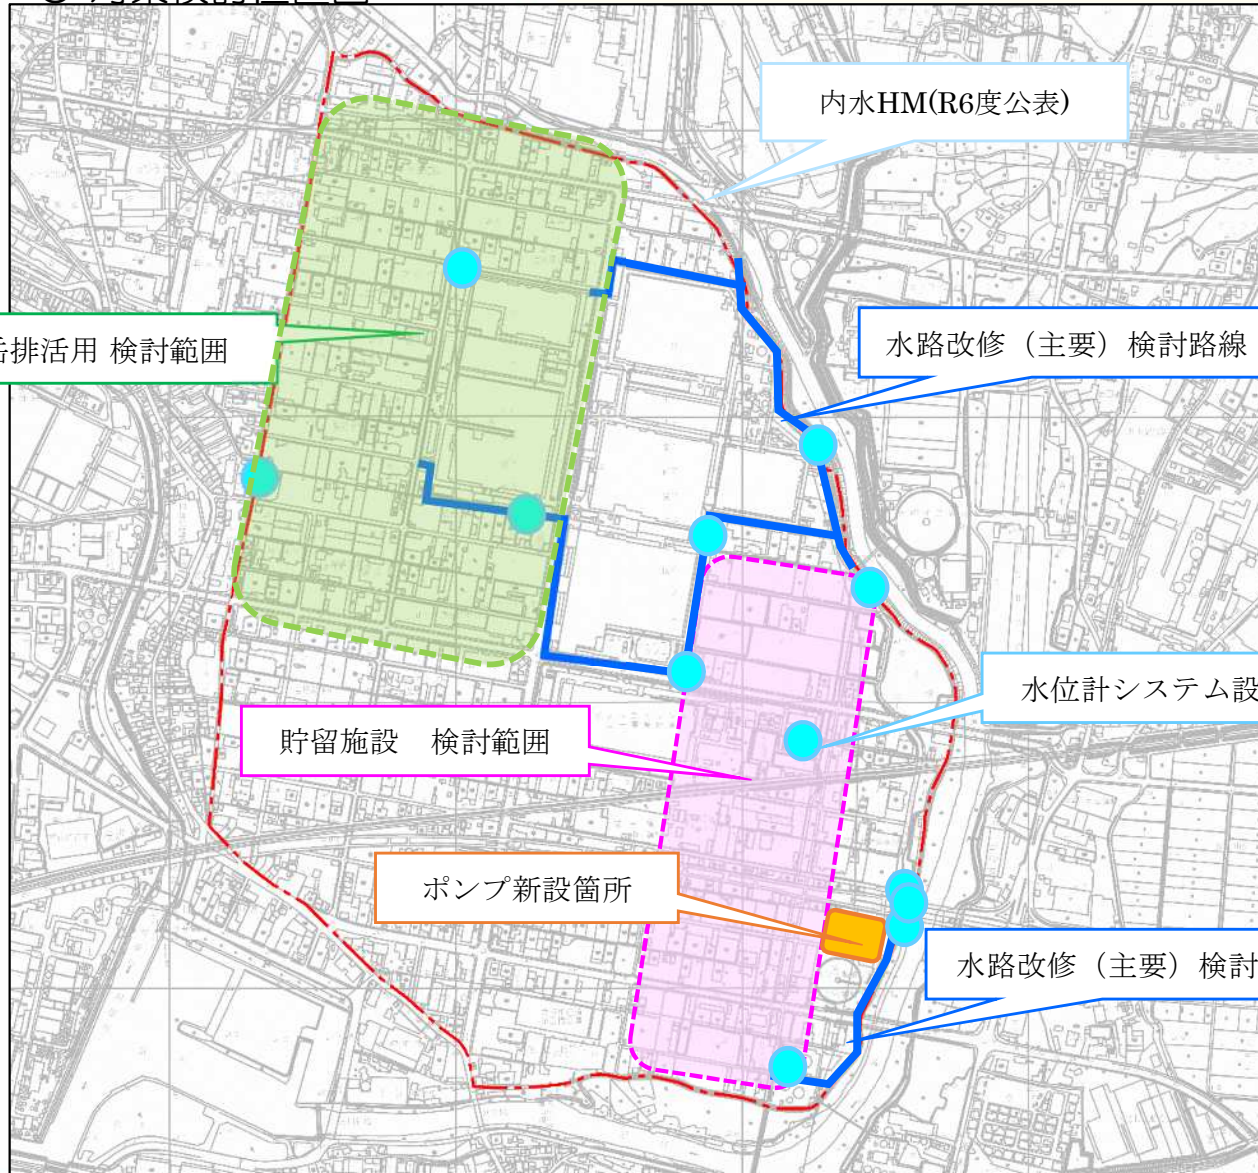 内水HM(R6度公表)
水路改修（主要）検討路線
排活用 検討範囲
水位計システム設
貯留施設　検討範囲
ポンプ新設箇所
水路改修（主要）検討